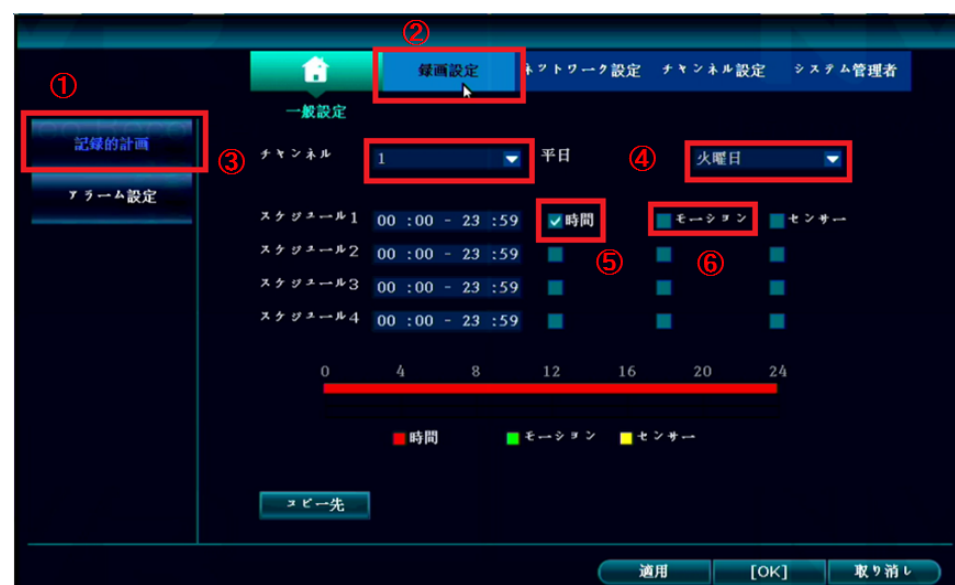 ②
録画設定 ネットワーク設定 チャンネル設定 システム管理者
①
一般設定
記録的計画
③ チャンネル 1 平日 ④ 火曜日
アラーム設定
スケジュール1 00 :00 - 23 :59 時間 モーション センサー
⑤ ⑥
スケジュール2 00 :00 - 23 :59
スケジュール3 00 :00 - 23 :59
スケジュール4 00 :00 - 23 :59
0 4 8 12 16 20 24
時間 モーション センサー
コピー先
適用 [OK] 取り消し